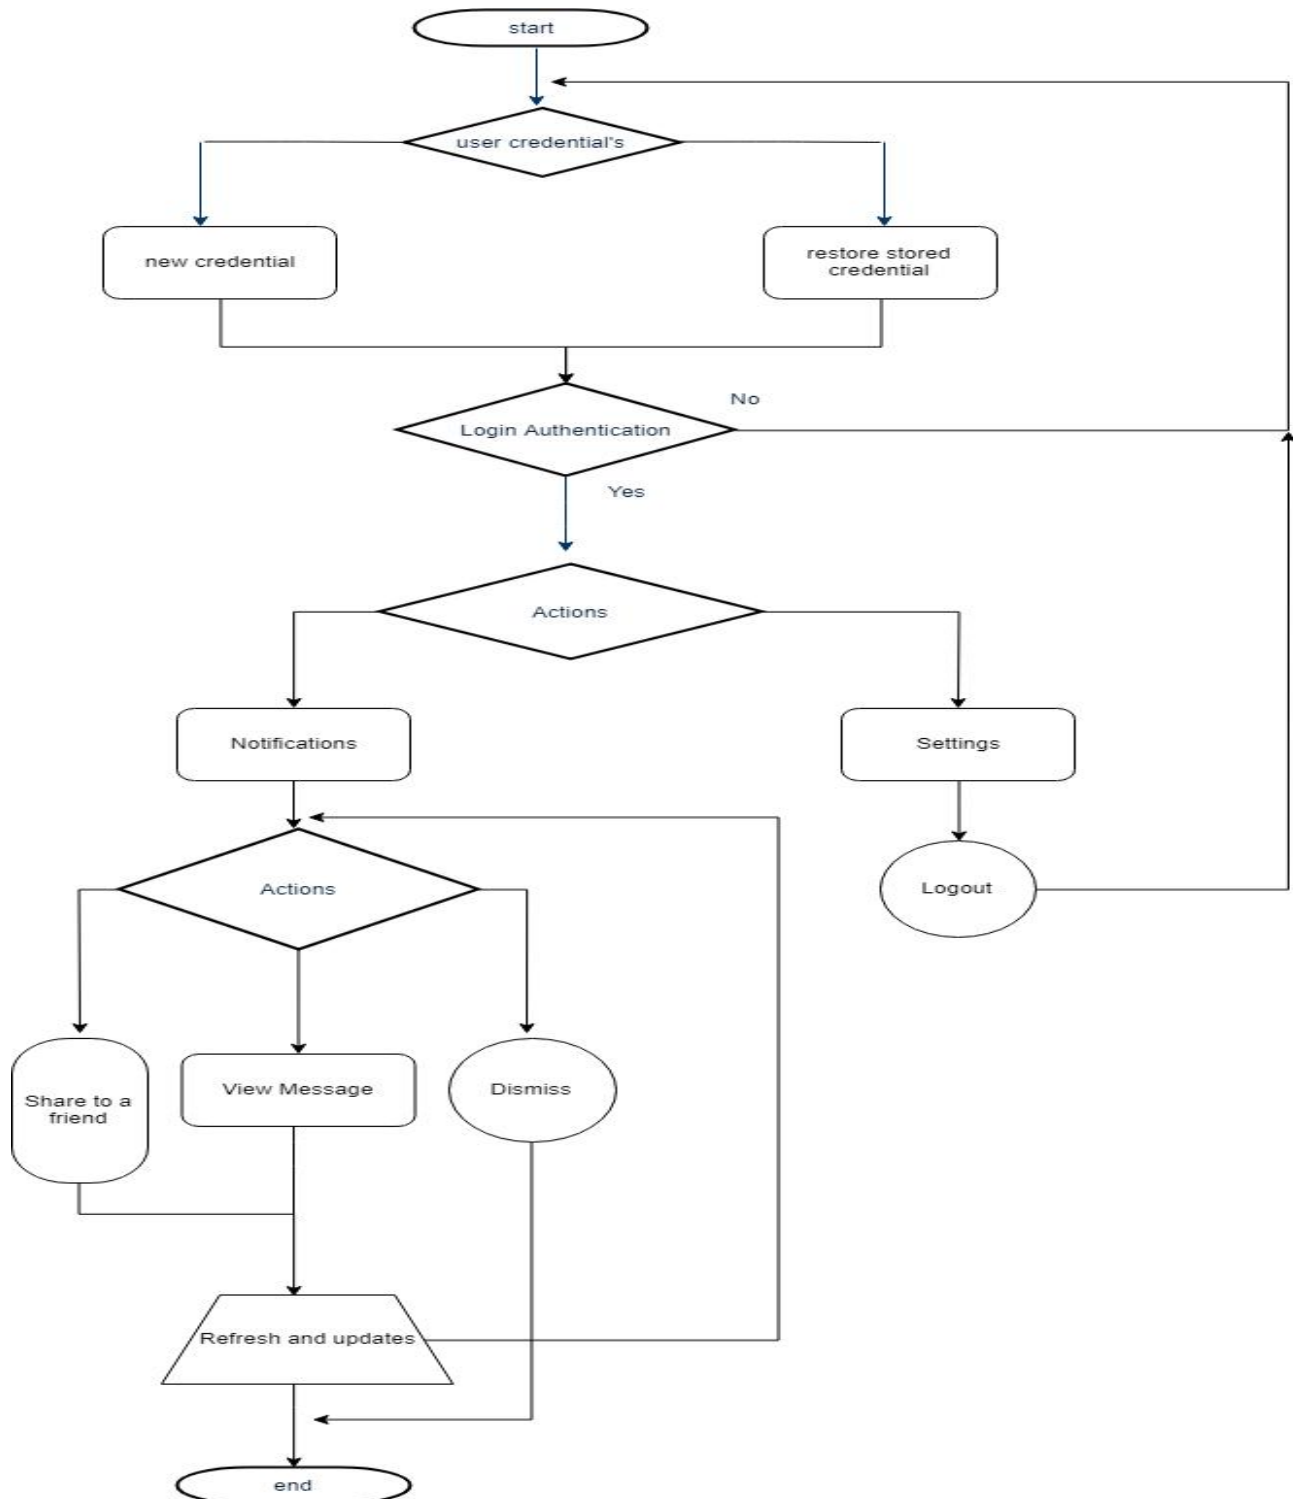 start
user credential's
new credential
restore stored
credential
No
Login Authentication
Yes
Actions
Notifications
Settings
Actions
Logout
Share to a
friend
View Message
Dismiss
Refresh and updates
end